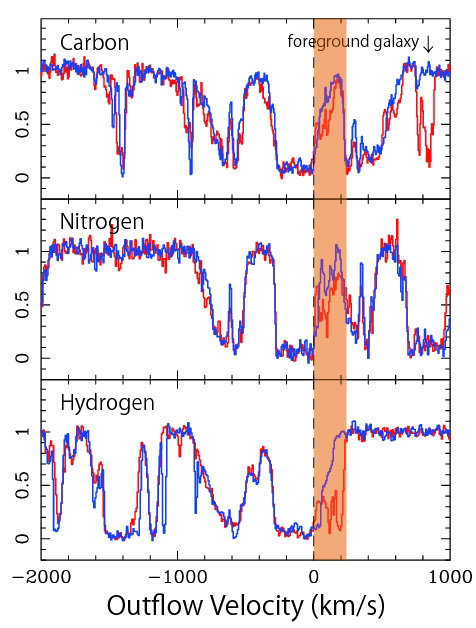 Carbon
foreground galaxy ↓
1
0.5
0
Nitrogen
1
0.5
0
Hydrogen
1
0.5
0
−2000 −1000 0 1000
Outflow Velocity (km/s)